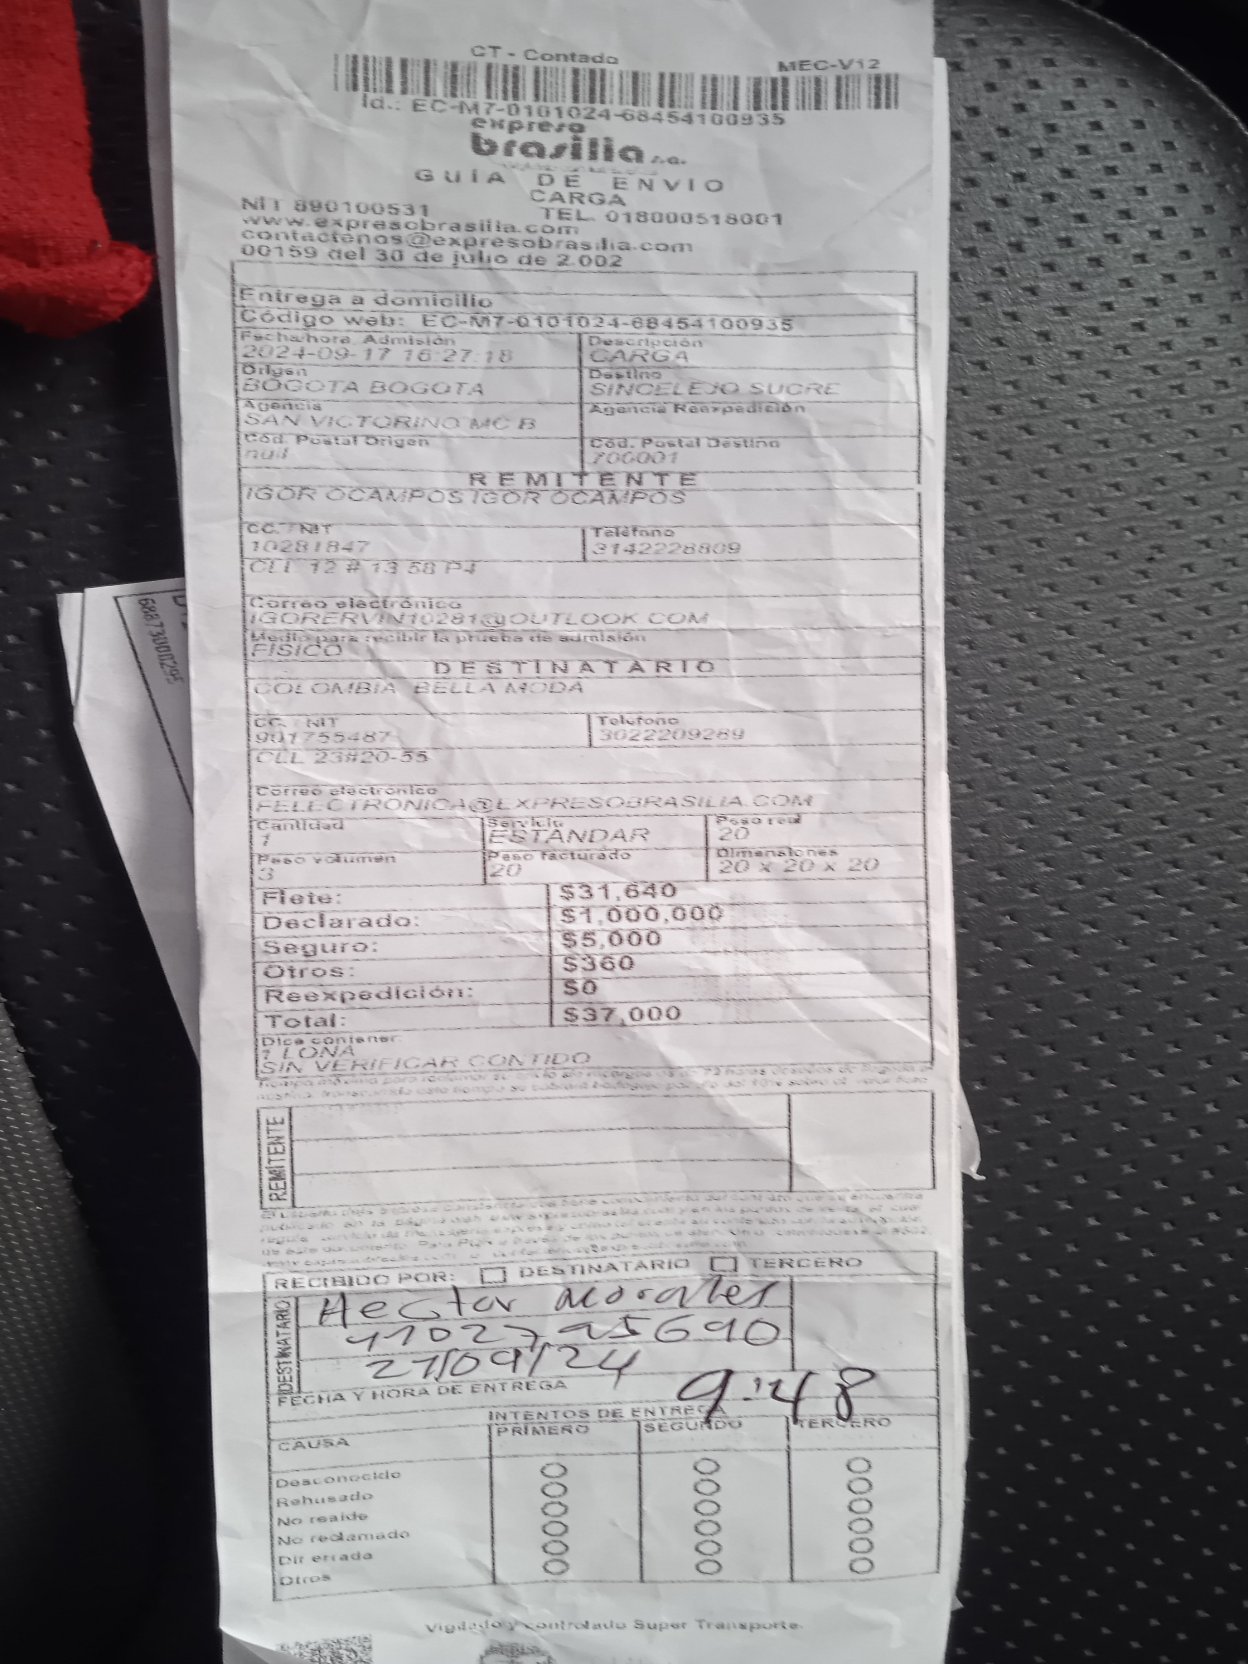 CT - Contado
MEC-V12
Id.: EC-M7-0101024-68454100935
expreso
brasilia s.a.
GUIA DE ENVIO
CARGA
NIT 890100531
TEL. 018000518001
www.expresobrasilia.com
contactenos@expresobrasilia.com
00159 del 30 de julio de 2.002
Entrega a domicilio
Código web: EC-M7-0101024-68454100935
Fecha/hora Admisión
Descripción
2024-09-17 16:27:18
CARGA
Origen
Destino
BOGOTA BOGOTA
SINCELEJO SUCRE
Agencia
Agencia Reexpedición
SAN VICTORINO MC B
Cód. Postal Origen
Cód. Postal Destino
null
700001
REMITENTE
IGOR OCAMPOS IGOR OCAMPOS
CC. / NIT
Teléfono
10281847
3142228809
CLL 12 # 13 58 P4
Correo electrónico
IGORERVIN10281@OUTLOOK.COM
Medio para recibir la prueba de admisión
FISICO
DESTINATARIO
COLOMBIA BELLA MODA
CC. / NIT
Teléfono
901755487
3022209289
CLL 23#20-55
Correo electrónico
FELECTRONICA@EXPRESOBRASILIA.COM
Cantidad
Servicio
Peso real
1
ESTANDAR
20
Peso volumen
Peso facturado
Dimensiones
3
20
20 x 20 x 20
Flete: $31,640
Declarado: $1,000,000
Seguro: $5,000
Otros: $360
Reexpedición: $0
Total: $37,000
Dice contener:
1 LONA
SIN VERIFICAR CONTIDO
REMITENTE
RECIBIDO POR: DESTINATARIO TERCERO
DESTINATARIO
Hector Morales
27/09/24
FECHA Y HORA DE ENTREGA
9:48
INTENTOS DE ENTREGA
CAUSA
PRIMERO
SEGUNDO
TERCERO
Desconocido
Rehusado
No reside
No reclamado
Dir errada
Otros
Vigilado y controlado Super Transporte.